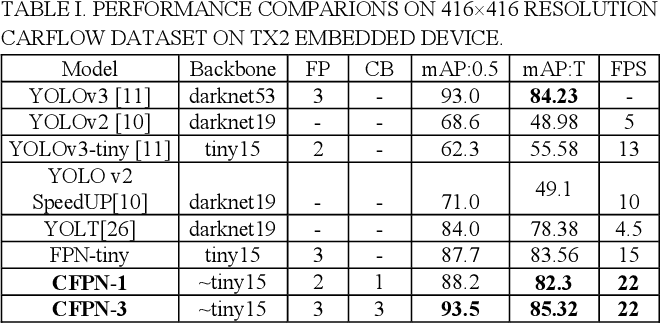 TABLE I. PERFORMANCE COMPARIONS ON 416×416 RESOLUTION
CARFLOW DATASET ON TX2 EMBEDDED DEVICE.
Model Backbone FP CB mAP:0.5 mAP:T FPS
YOLOv3 [11] darknet53 3 - 93.0 84.23 -
YOLOv2 [10] darknet19 - - 68.6 48.98 5
YOLOv3-tiny [11] tiny15 2 - 62.3 55.58 13
YOLO v2
SpeedUP[10] darknet19 - - 71.0 49.1 10
YOLT[26] darknet19 - - 84.0 78.38 4.5
FPN-tiny tiny15 3 - 87.7 83.56 15
CFPN-1 ~tiny15 2 1 88.2 82.3 22
CFPN-3 ~tiny15 3 3 93.5 85.32 22